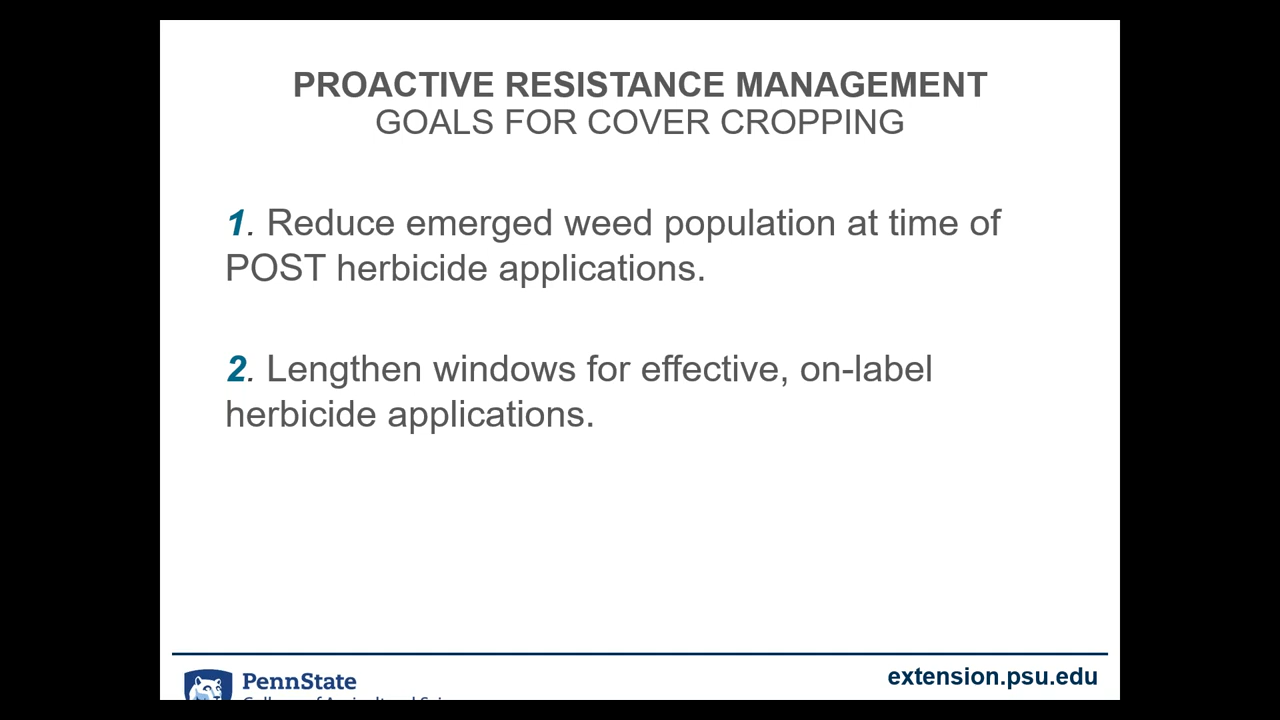 PROACTIVE RESISTANCE MANAGEMENT
GOALS FOR COVER CROPPING
1. Reduce emerged weed population at time of
POST herbicide applications.
2. Lengthen windows for effective, on-label
herbicide applications.
PennState
extension.psu.edu